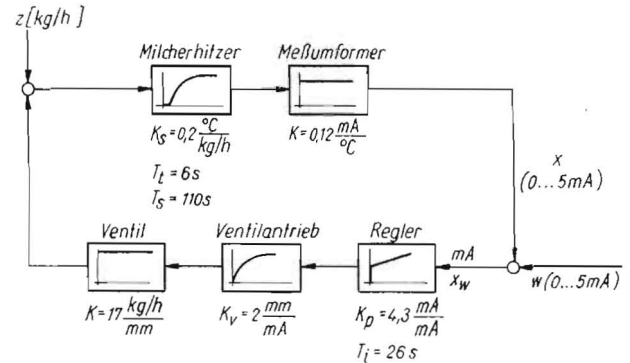 z[kg/h]
Milcherhitzer
Meßumformer
K_s=0,2 °C/kg/h
K=0,12 mA/°C
T_t=6s
T_s=110s
x
(0...5mA)
Ventil
Ventilantrieb
Regler
mA
x_w
w(0...5mA)
K=17 kg/h/mm
K_v=2 mm/mA
K_p=4,3 mA/mA
T_i=26s